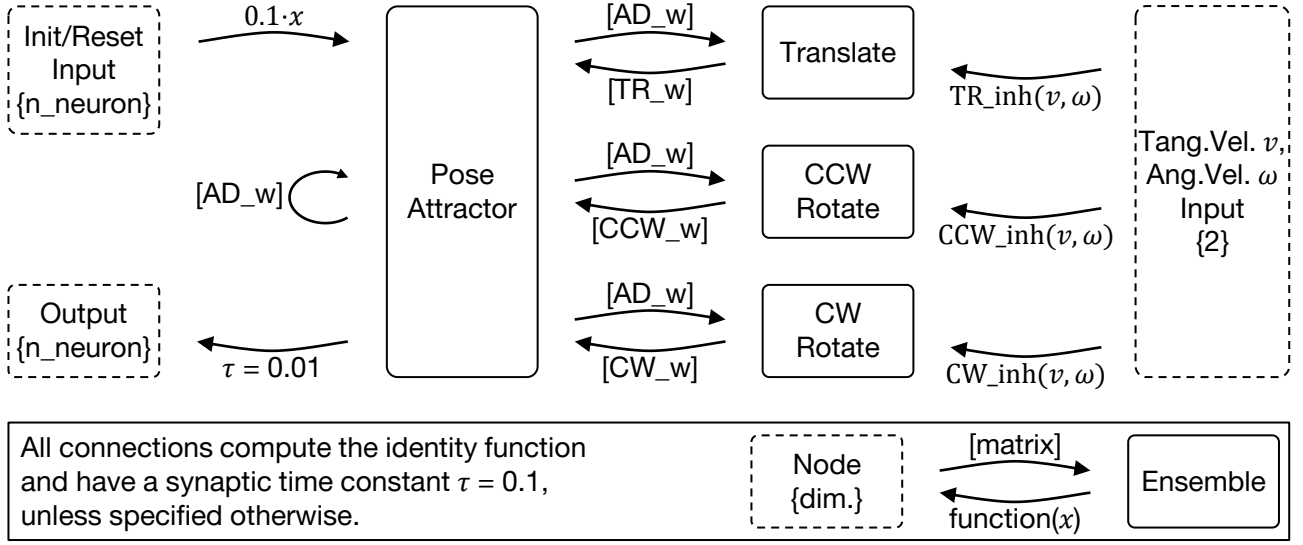 Init/Reset
Input
{n_neuron}
0.1·x
[AD_w]
Output
{n_neuron}
τ = 0.01
Pose
Attractor
[AD_w]
[TR_w]
[AD_w]
[CCW_w]
[AD_w]
[CW_w]
Translate
CCW
Rotate
CW
Rotate
TR_inh(v, ω)
CCW_inh(v, ω)
CW_inh(v, ω)
Tang.Vel. v,
Ang.Vel. ω
Input
{2}
All connections compute the identity function
and have a synaptic time constant τ = 0.1,
unless specified otherwise.
Node
{dim.}
[matrix]
function(x)
Ensemble